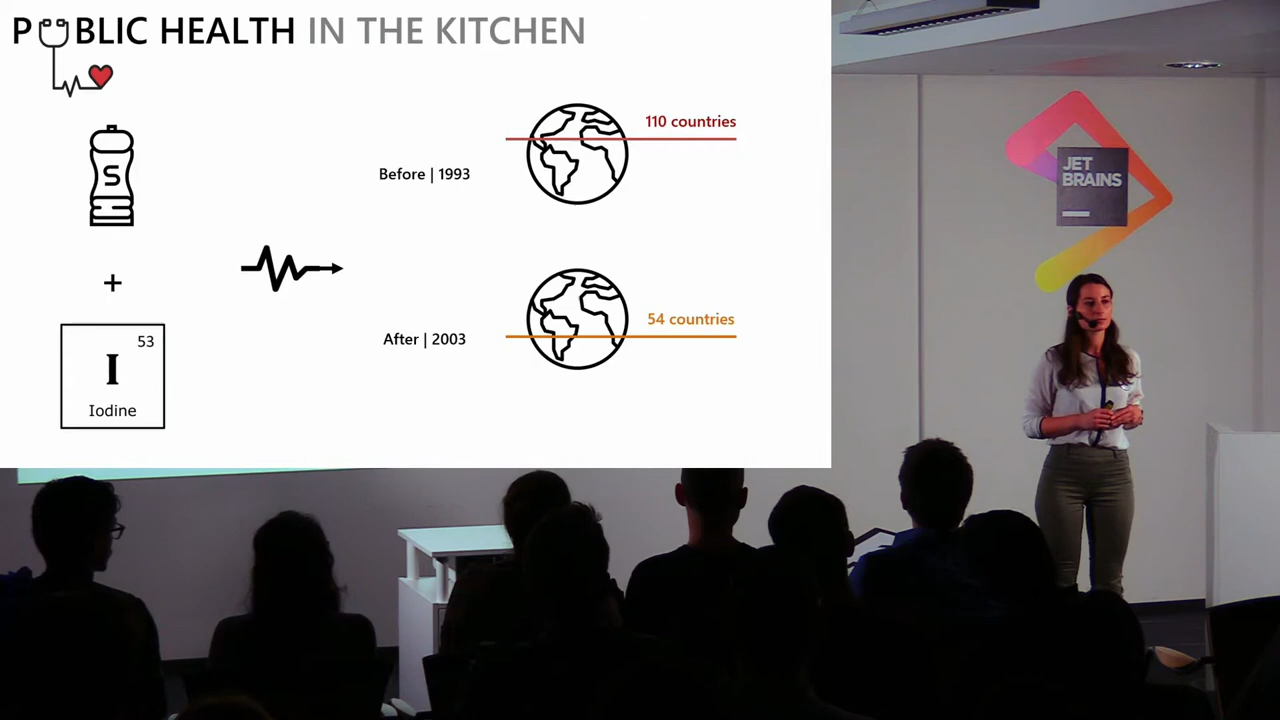 PUBLIC HEALTH IN THE KITCHEN
S
+
53
I
Iodine
Before | 1993
110 countries
After | 2003
54 countries
JET
BRAINS